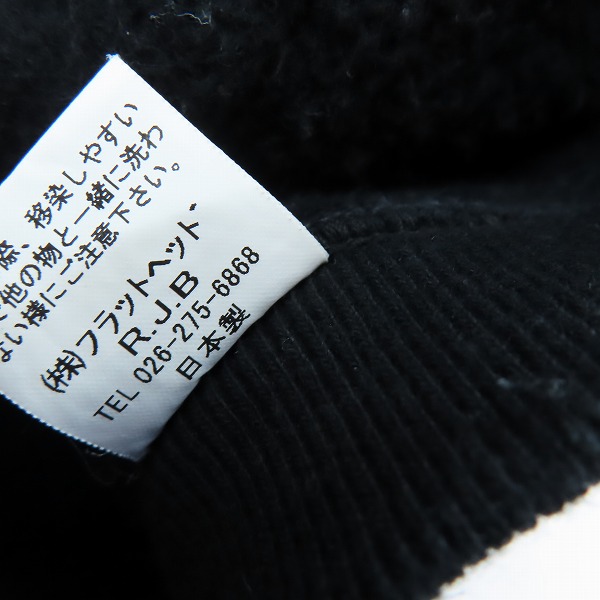 際、移染しやすい
で他の物と一緒に洗わ
ない様にご注意下さい。
(株)フラットヘッド
R.J.B
TEL 026-275-6868
日本製